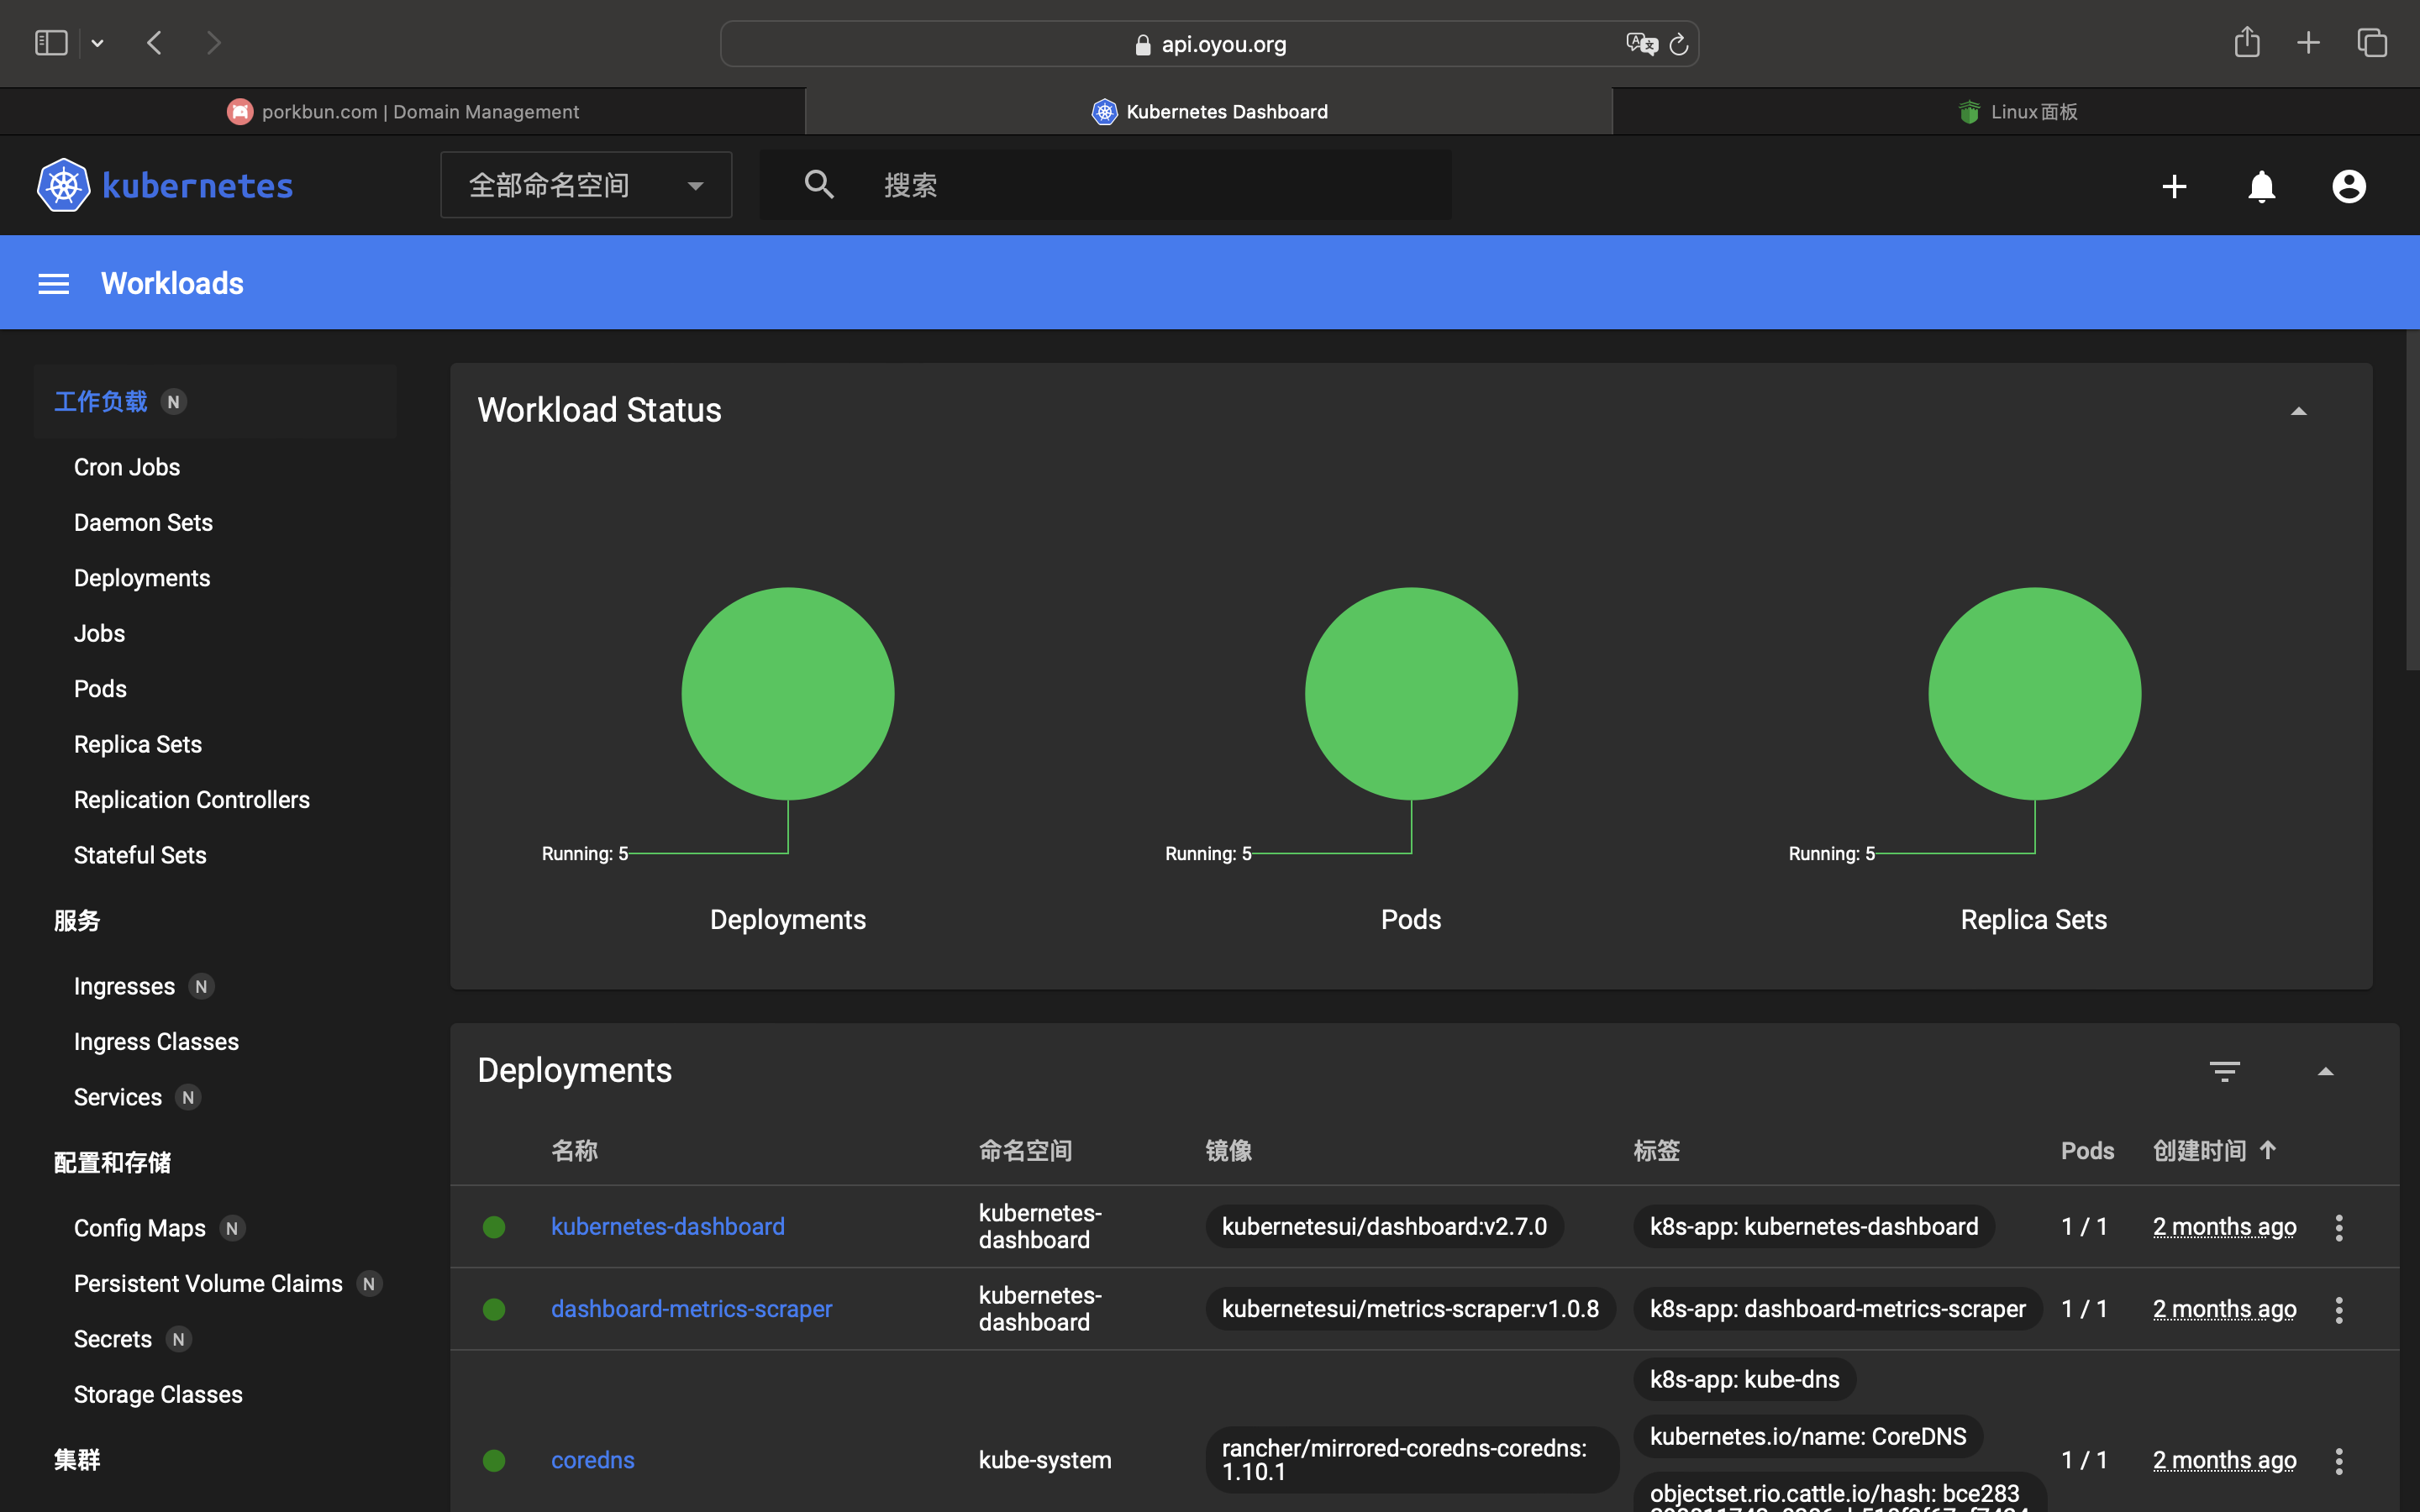 api.oyou.org
porkbun.com | Domain Management
Kubernetes Dashboard
Linux面板
kubernetes
全部命名空间
搜索
Workloads
工作负载 N
Cron Jobs
Daemon Sets
Deployments
Jobs
Pods
Replica Sets
Replication Controllers
Stateful Sets
服务
Ingresses N
Ingress Classes
Services N
配置和存储
Config Maps N
Persistent Volume Claims N
Secrets N
Storage Classes
集群
Workload Status
Running: 5
Deployments
Running: 5
Pods
Running: 5
Replica Sets
Deployments
名称 命名空间 镜像 标签 Pods 创建时间
kubernetes-dashboard
kubernetes-
dashboard
kubernetesui/dashboard:v2.7.0
k8s-app: kubernetes-dashboard
1 / 1
2 months ago
dashboard-metrics-scraper
kubernetes-
dashboard
kubernetesui/metrics-scraper:v1.0.8
k8s-app: dashboard-metrics-scraper
1 / 1
2 months ago
coredns
kube-system
rancher/mirrored-coredns-coredns:
1.10.1
k8s-app: kube-dns
kubernetes.io/name: CoreDNS
objectset.rio.cattle.io/hash: bce283
1 / 1
2 months ago